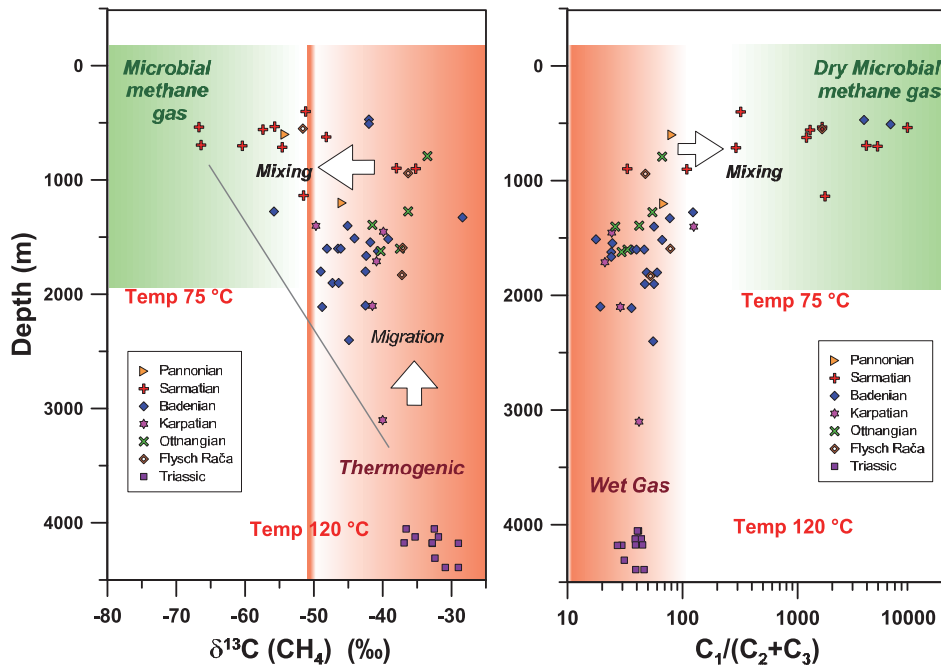 0
1000
2000
3000
4000
Depth (m)
Microbial
methane
gas
Mixing
Temp 75 °C
Migration
Pannonian
Sarmatian
Badenian
Karpatian
Ottnangian
Flysch Rača
Triassic
Thermogenic
Temp 120 °C
-80 -70 -60 -50 -40 -30
δ¹³C (CH₄) (‰)
0
1000
2000
3000
4000
Dry Microbial
methane gas
Mixing
Temp 75 °C
Pannonian
Sarmatian
Badenian
Karpatian
Ottnangian
Flysch Rača
Triassic
Wet Gas
Temp 120 °C
10 100 1000 10000
C₁/(C₂+C₃)